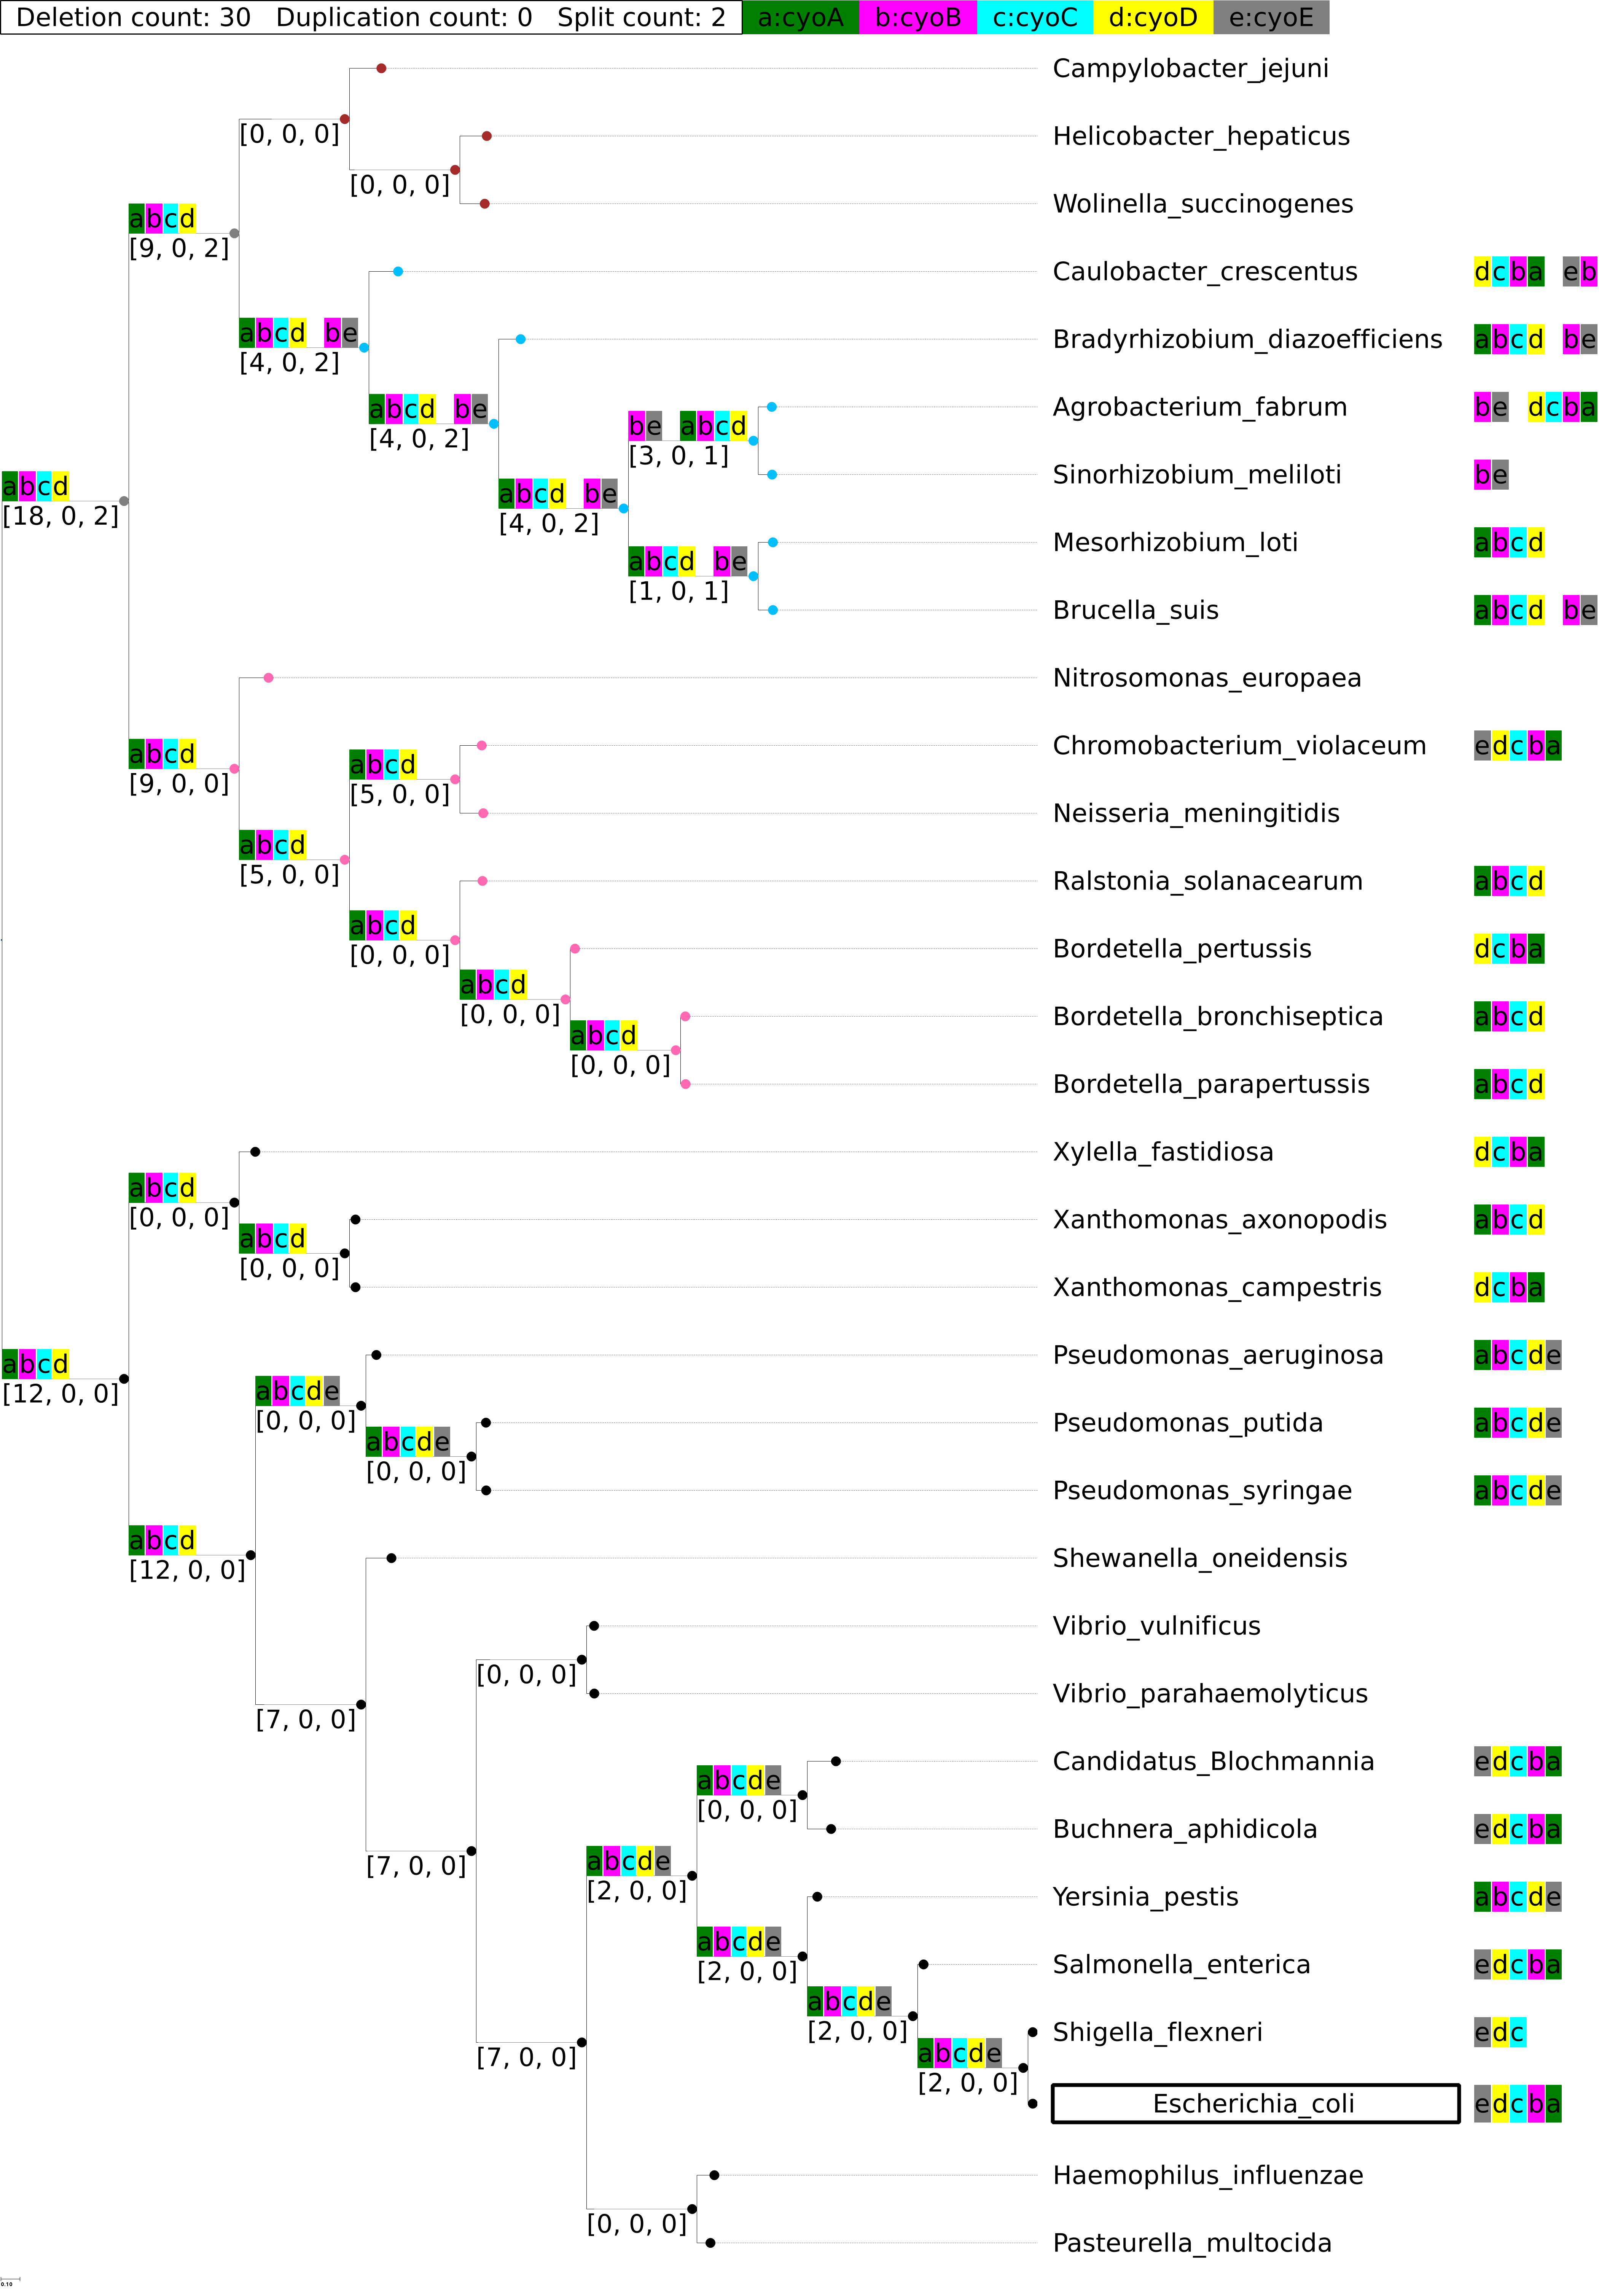 Deletion count: 30 Duplication count: 0 Split count: 2 a:cyoA b:cyoB c:cyoC d:cyoD e:cyoE
Campylobacter_jejuni
[0, 0, 0]
Helicobacter_hepaticus
[0, 0, 0]
Wolinella_succinogenes
abcd
[9, 0, 2]
Caulobacter_crescentus dcba eb
abcd be
[4, 0, 2]
Bradyrhizobium_diazoefficiens abcd be
abcd be
[4, 0, 2]
Agrobacterium_fabrum be dcba
be abcd
[3, 0, 1]
Sinorhizobium_meliloti be
abcd
[18, 0, 2]
abcd be
[4, 0, 2]
Mesorhizobium_loti abcd
abcd be
[1, 0, 1]
Brucella_suis abcd be
Nitrosomonas_europaea
abcd
[9, 0, 0]
Chromobacterium_violaceum edcba
abcd
[5, 0, 0]
Neisseria_meningitidis
abcd
[5, 0, 0]
Ralstonia_solanacearum abcd
abcd
[0, 0, 0]
Bordetella_pertussis dcba
abcd
[0, 0, 0]
Bordetella_bronchiseptica abcd
abcd
[0, 0, 0]
Bordetella_parapertussis abcd
Xylella_fastidiosa dcba
abcd
[0, 0, 0]
Xanthomonas_axonopodis abcd
abcd
[0, 0, 0]
Xanthomonas_campestris dcba
Pseudomonas_aeruginosa abcde
abcd
[12, 0, 0]
abcde
[0, 0, 0]
Pseudomonas_putida abcde
abcde
[0, 0, 0]
Pseudomonas_syringae abcde
abcd
[12, 0, 0]
Shewanella_oneidensis
Vibrio_vulnificus
[0, 0, 0]
Vibrio_parahaemolyticus
[7, 0, 0]
Candidatus_Blochmannia edcba
abcde
[0, 0, 0]
Buchnera_aphidicola edcba
[7, 0, 0]
abcde
[2, 0, 0]
Yersinia_pestis abcde
abcde
[2, 0, 0]
Salmonella_enterica edcba
abcde
[2, 0, 0]
Shigella_flexneri edc
[7, 0, 0]
abcde
[2, 0, 0]
Escherichia_coli edcba
Haemophilus_influenzae
[0, 0, 0]
Pasteurella_multocida
0.10